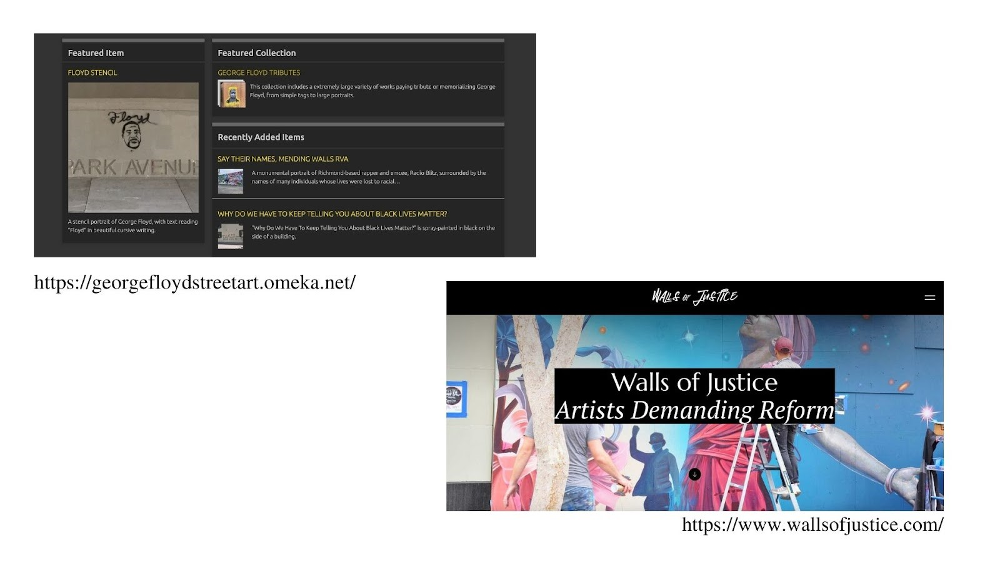 Featured Item
FLOYD STENCIL
Floyd
PARK AVENU
A stencil portrait of George Floyd, with text reading
"Floyd" in beautiful cursive writing.
Featured Collection
GEORGE FLOYD TRIBUTES
This collection includes a extremely large variety of works paying tribute or memorializing George
Floyd, from simple tags to large portraits.
Recently Added Items
SAY THEIR NAMES, MENDING WALLS RVA
A monumental portrait of Richmond-based rapper and emcee, Radio Blitz, surrounded by the
names of many individuals whose lives were lost to racial...
WHY DO WE HAVE TO KEEP TELLING YOU ABOUT BLACK LIVES MATTER?
"Why Do We Have To Keep Telling You About Black Lives Matter?" is spray-painted in black on the
side of a building.
https://georgefloydstreetart.omeka.net/
WALLS OF JUSTICE
Walls of Justice
Artists Demanding Reform
https://www.wallsofjustice.com/